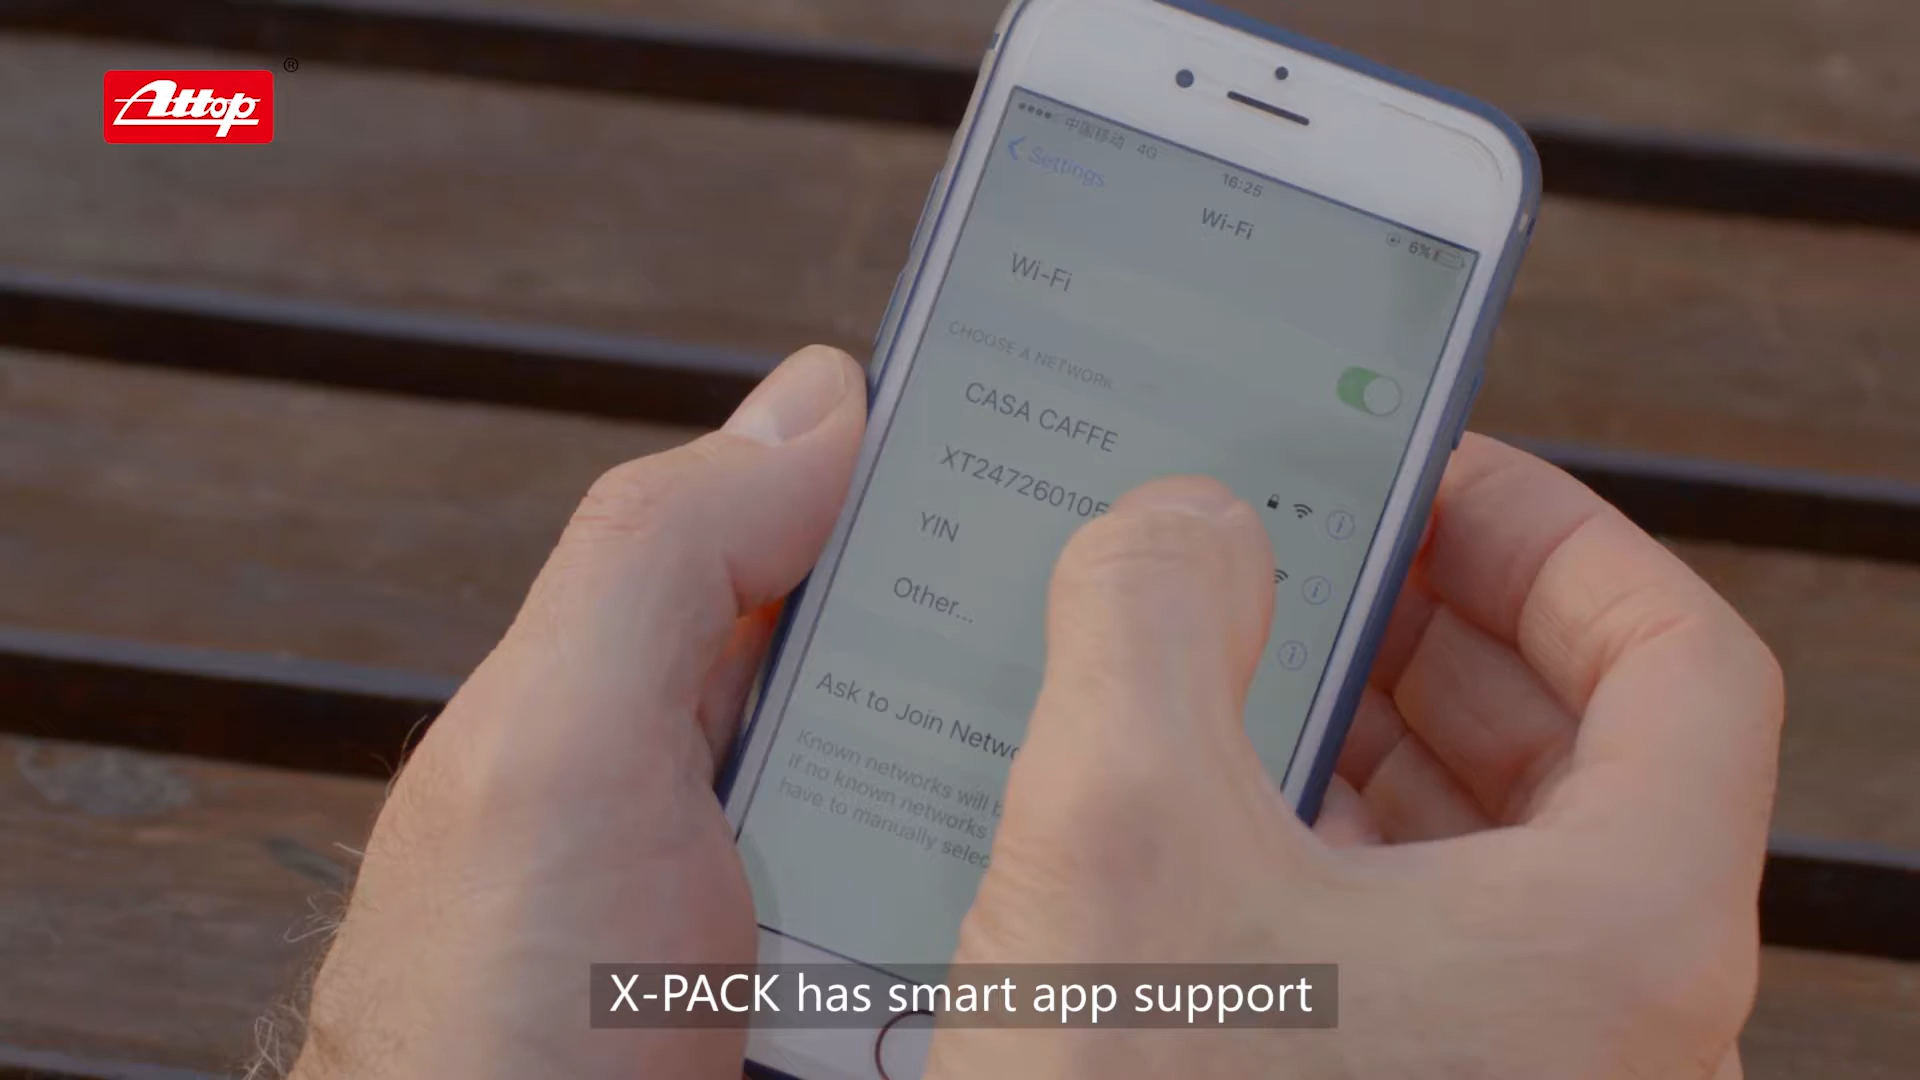 Attop
®
中国移动 4G
16:25
6%
Settings
Wi-Fi
Wi-Fi
CHOOSE A NETWORK
CASA CAFFE
XT247260105
YIN
Other...
Ask to Join Netwo
Known networks will b
if no known networks
have to manually selec
X-PACK has smart app support